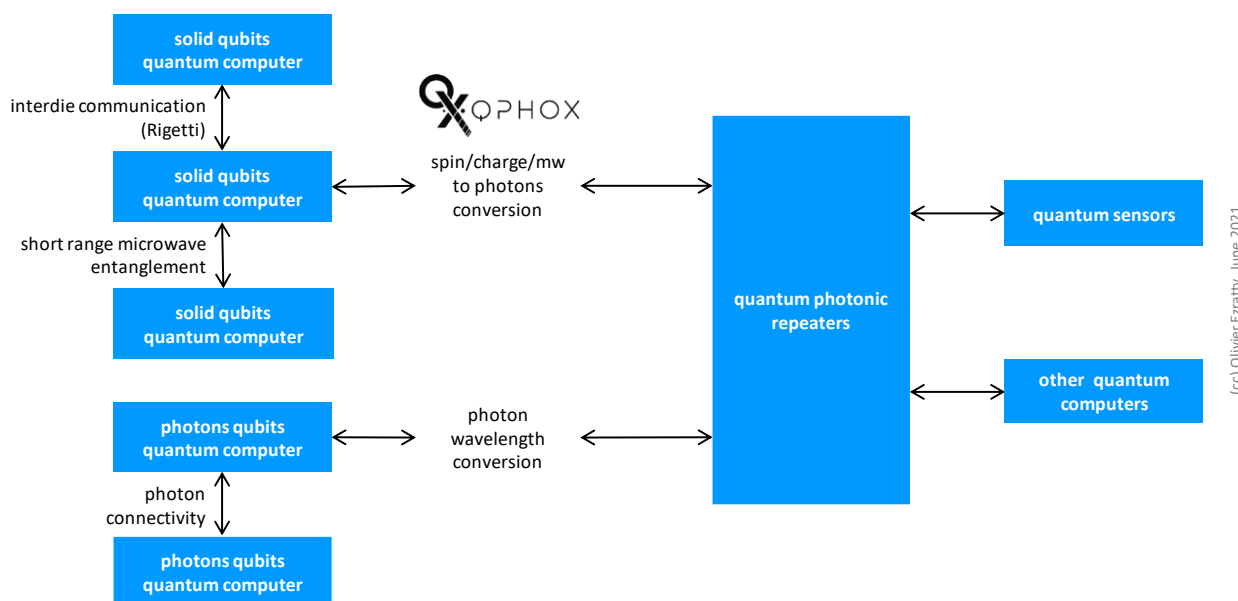 solid qubits
quantum computer
interdie communication
(Rigetti)
QPHOX
solid qubits
quantum computer
spin/charge/mw
to photons
conversion
short range microwave
entanglement
solid qubits
quantum computer
quantum photonic
repeaters
quantum sensors
other quantum
computers
photons qubits
quantum computer
photon
wavelength
conversion
photon
connectivity
photons qubits
quantum computer
(cc) Olivier Ezratty, June 2021